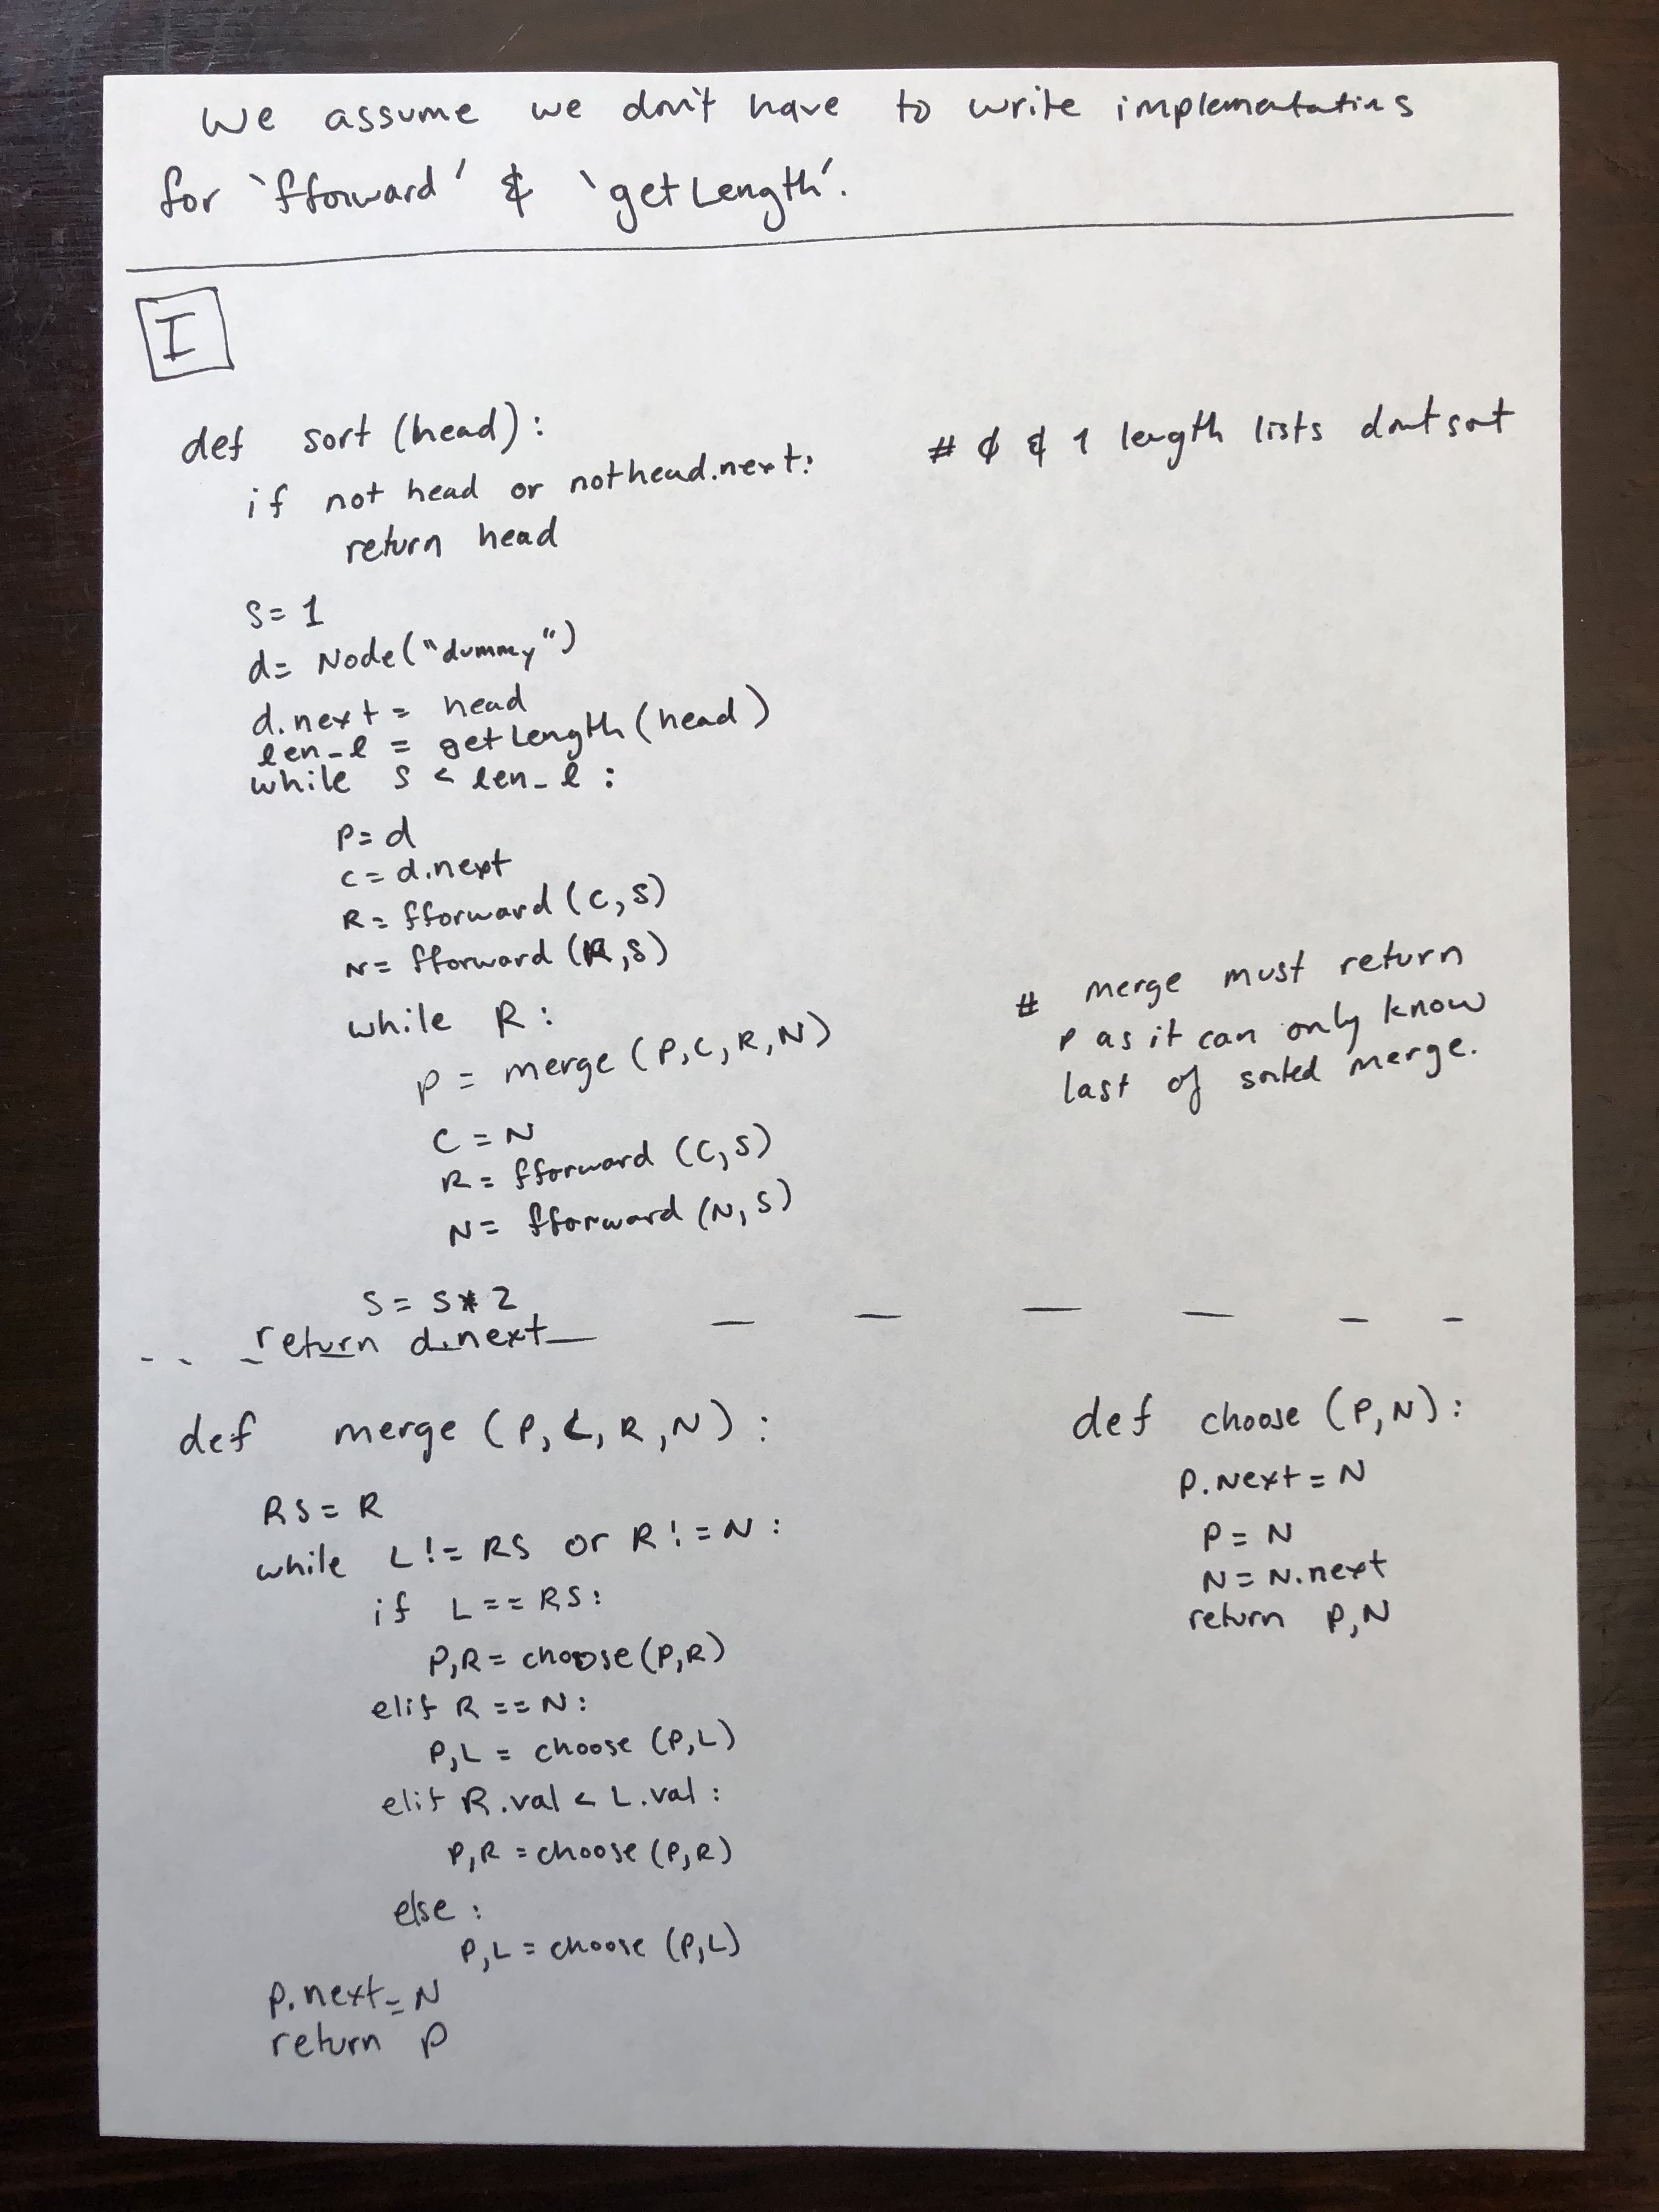 We assume we don't have to write implementations
for `fforward' & `getLength'.
I
def sort (head):
# 0 & 1 length lists dont sort
if not head or not head.next:
return head
S = 1
d = Node("dummy")
d.next = head
len_l = getLength (head)
while S < len_l :
P = d
C = d.next
R = fforward (C, S)
N = fforward (R, S)
while R :
P = merge (P, C, R, N)
# merge must return
P as it can only know
last of sorted merge.
C = N
R = fforward (C, S)
N = fforward (N, S)
S = S * 2
return d.next
def merge (P, L, R, N) :
RS = R
while L != RS or R != N :
if L == RS :
P, R = choose (P, R)
elif R == N :
P, L = choose (P, L)
elif R.val < L.val :
P, R = choose (P, R)
else :
P, L = choose (P, L)
P.next = N
return P
def choose (P, N) :
P.Next = N
P = N
N = N.next
return P, N